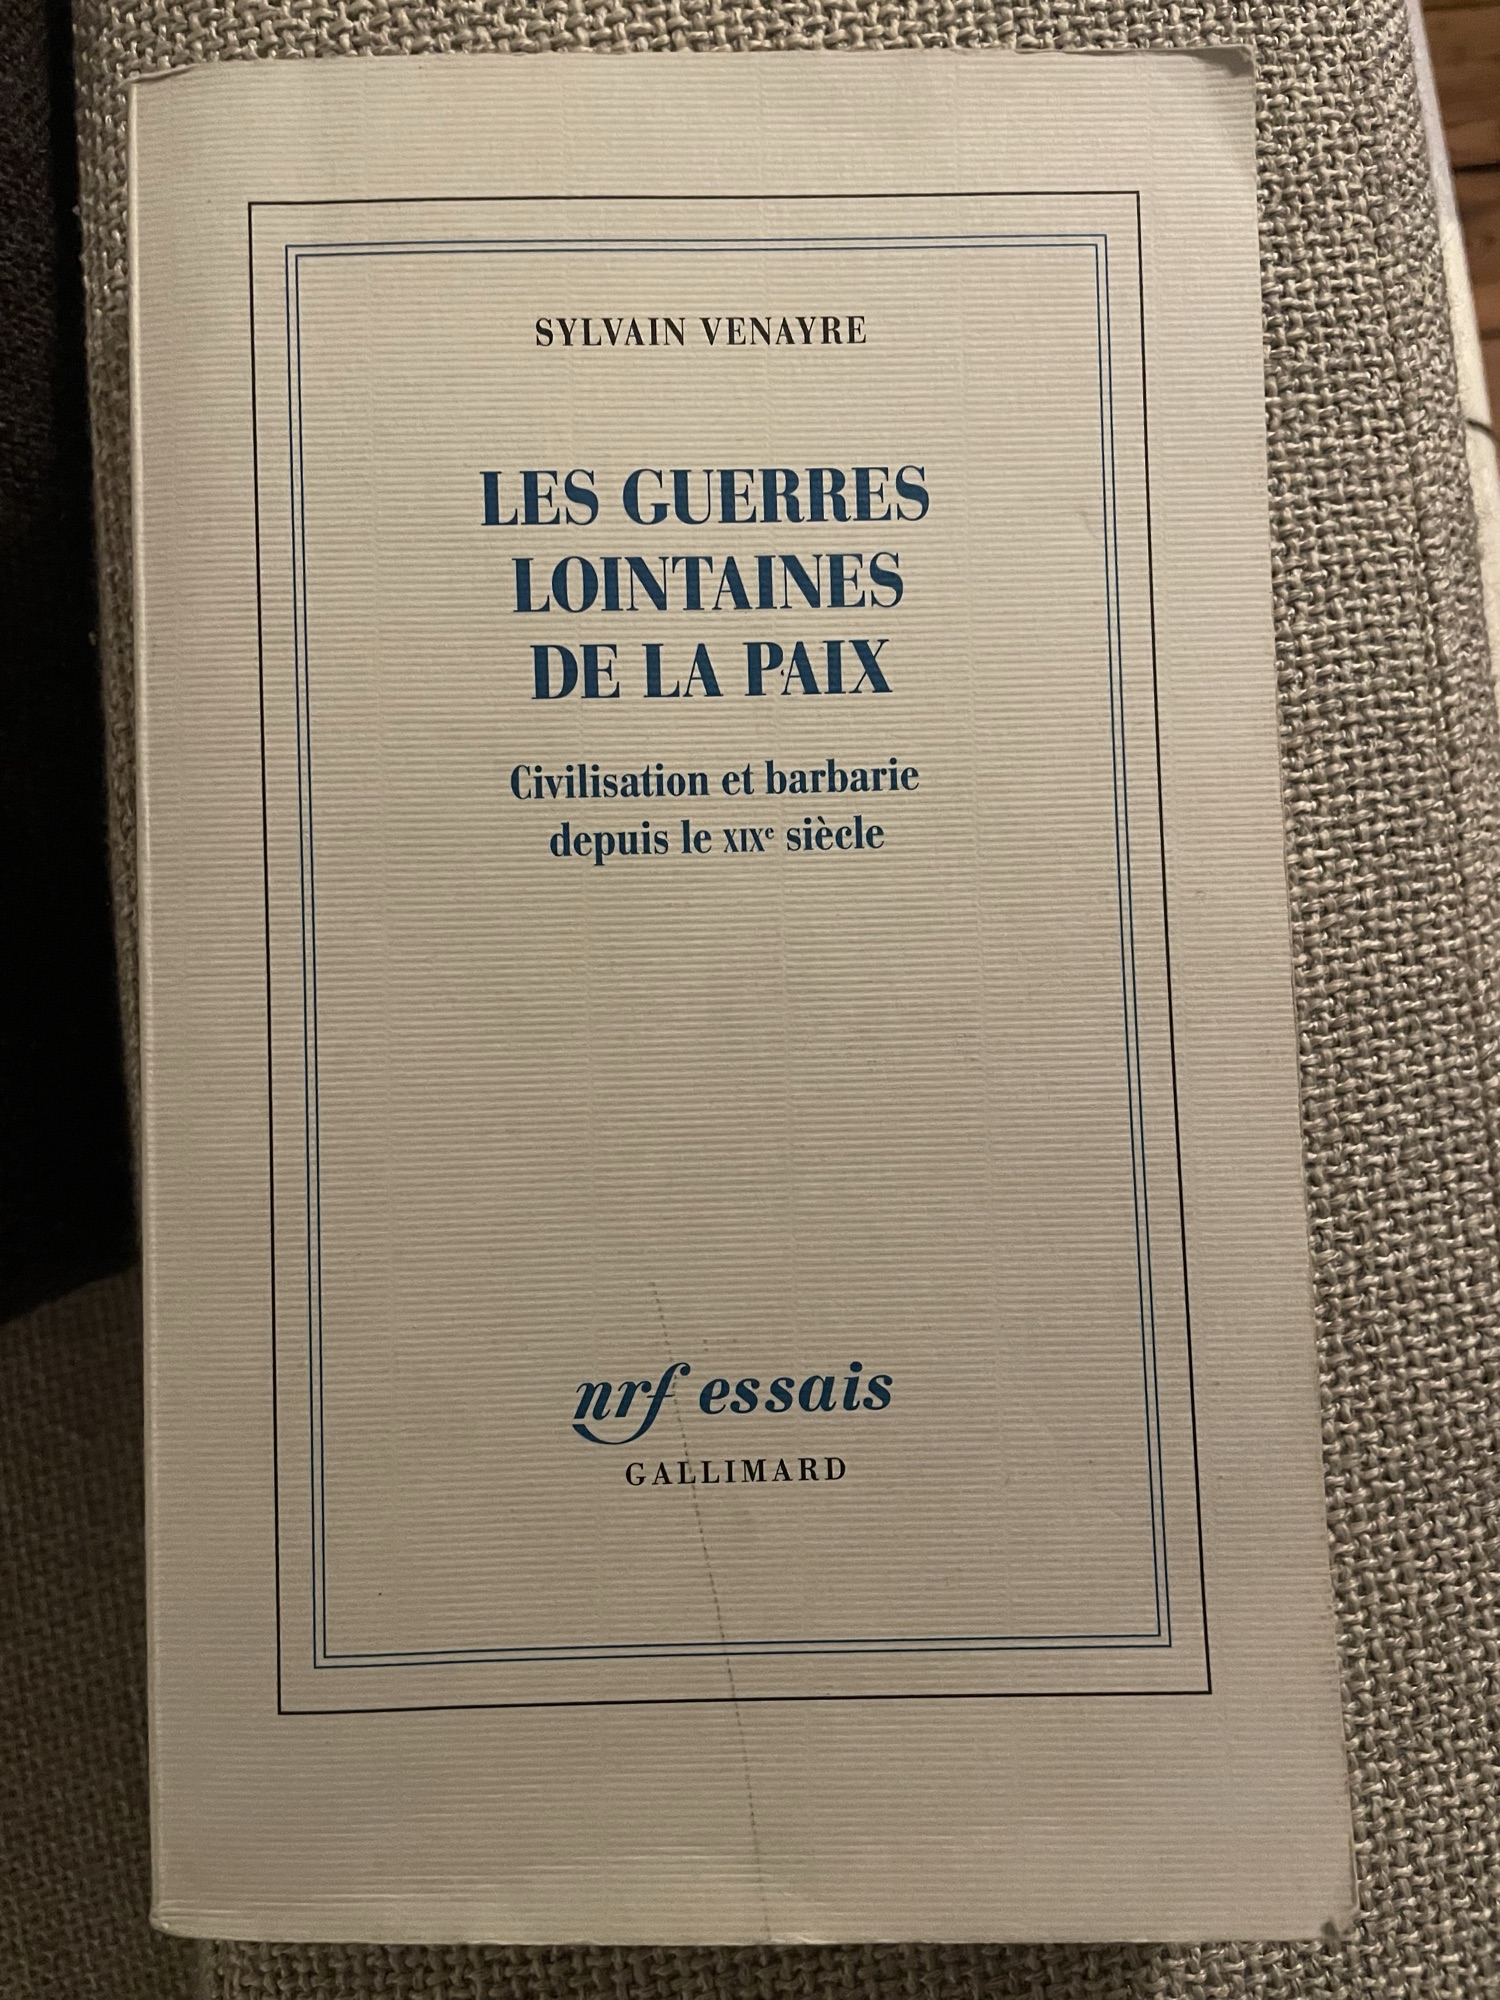 SYLVAIN VENAYRE
LES GUERRES
LOINTAINES
DE LA PAIX
Civilisation et barbarie
depuis le XIXe siècle
nrf essais
GALLIMARD